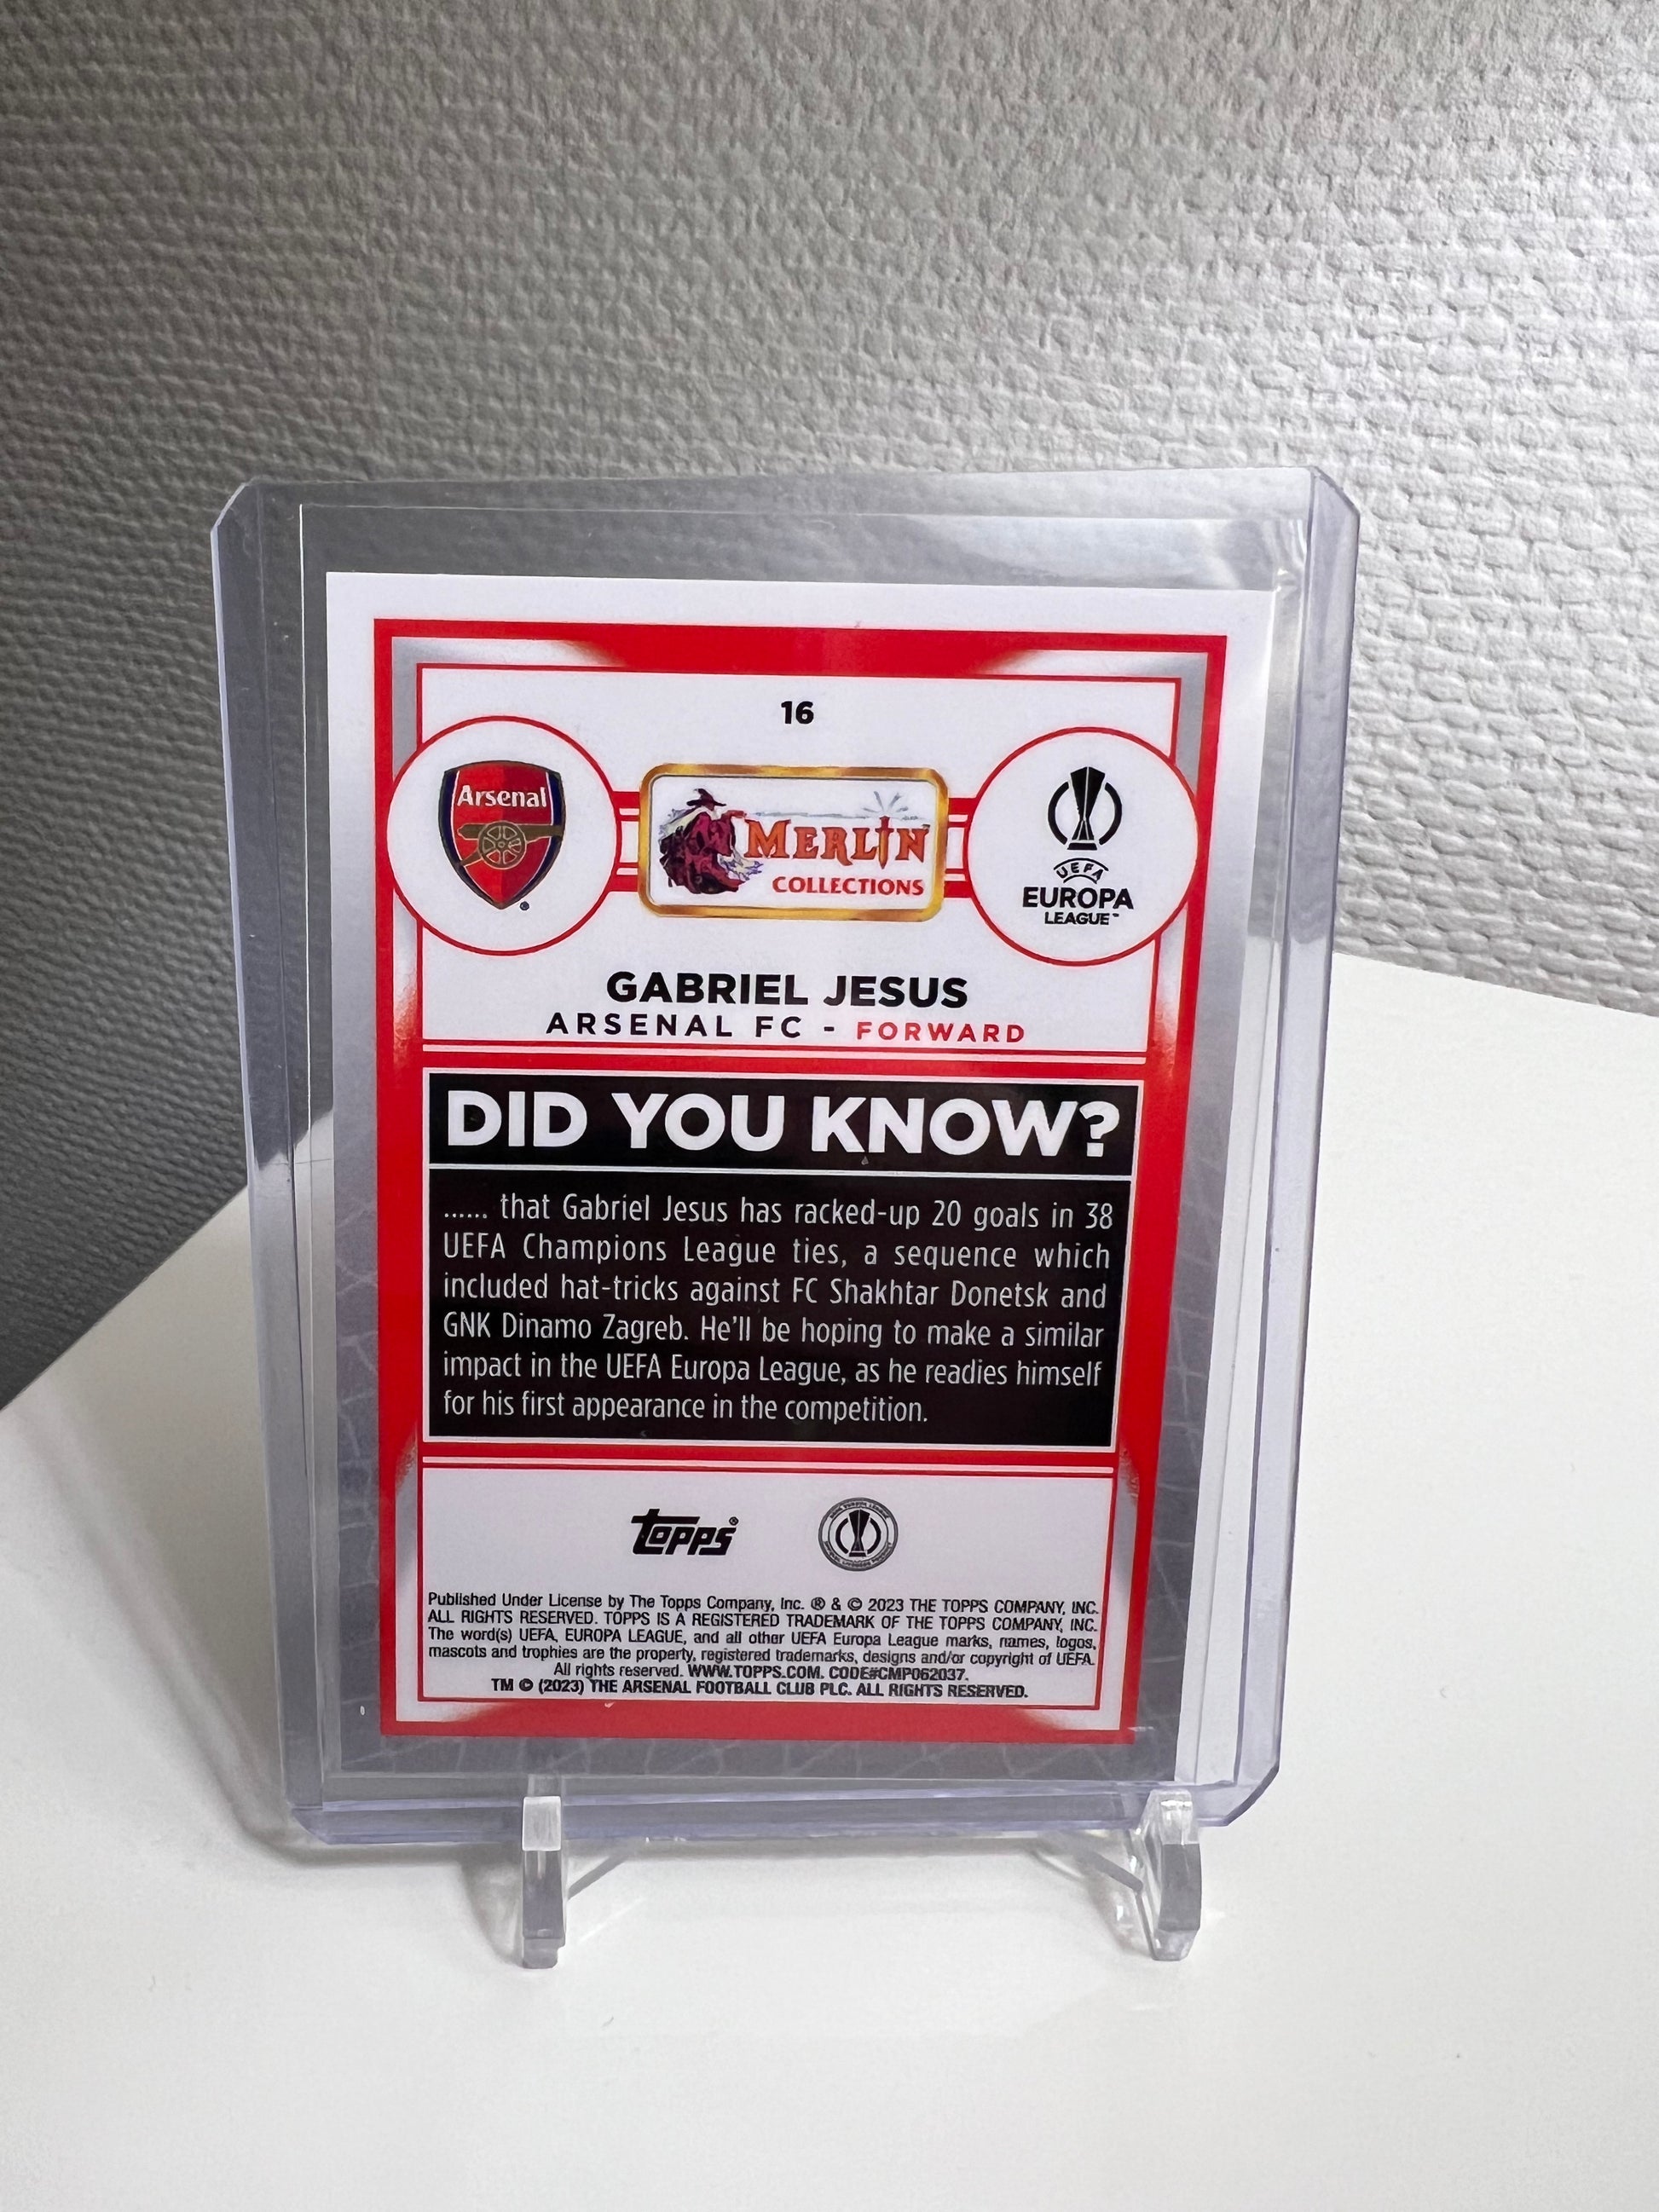 16
Arsenal
®
MERLIN
COLLECTIONS
UEFA
EUROPA
LEAGUE™
GABRIEL JESUS
ARSENAL FC - FORWARD
DID YOU KNOW?
...... that Gabriel Jesus has racked-up 20 goals in 38
UEFA Champions League ties, a sequence which
included hat-tricks against FC Shakhtar Donetsk and
GNK Dinamo Zagreb. He'll be hoping to make a similar
impact in the UEFA Europa League, as he readies himself
for his first appearance in the competition.
topps®
Published Under License by The Topps Company, Inc. ® & © 2023 THE TOPPS COMPANY, INC.
ALL RIGHTS RESERVED. TOPPS IS A REGISTERED TRADEMARK OF THE TOPPS COMPANY, INC.
The word(s) UEFA, EUROPA LEAGUE, and all other UEFA Europa League marks, names, logos,
mascots and trophies are the property, registered trademarks, designs and/or copyright of UEFA.
All rights reserved. WWW.TOPPS.COM. CODE#CMP062037.
TM © (2023) THE ARSENAL FOOTBALL CLUB PLC. ALL RIGHTS RESERVED.